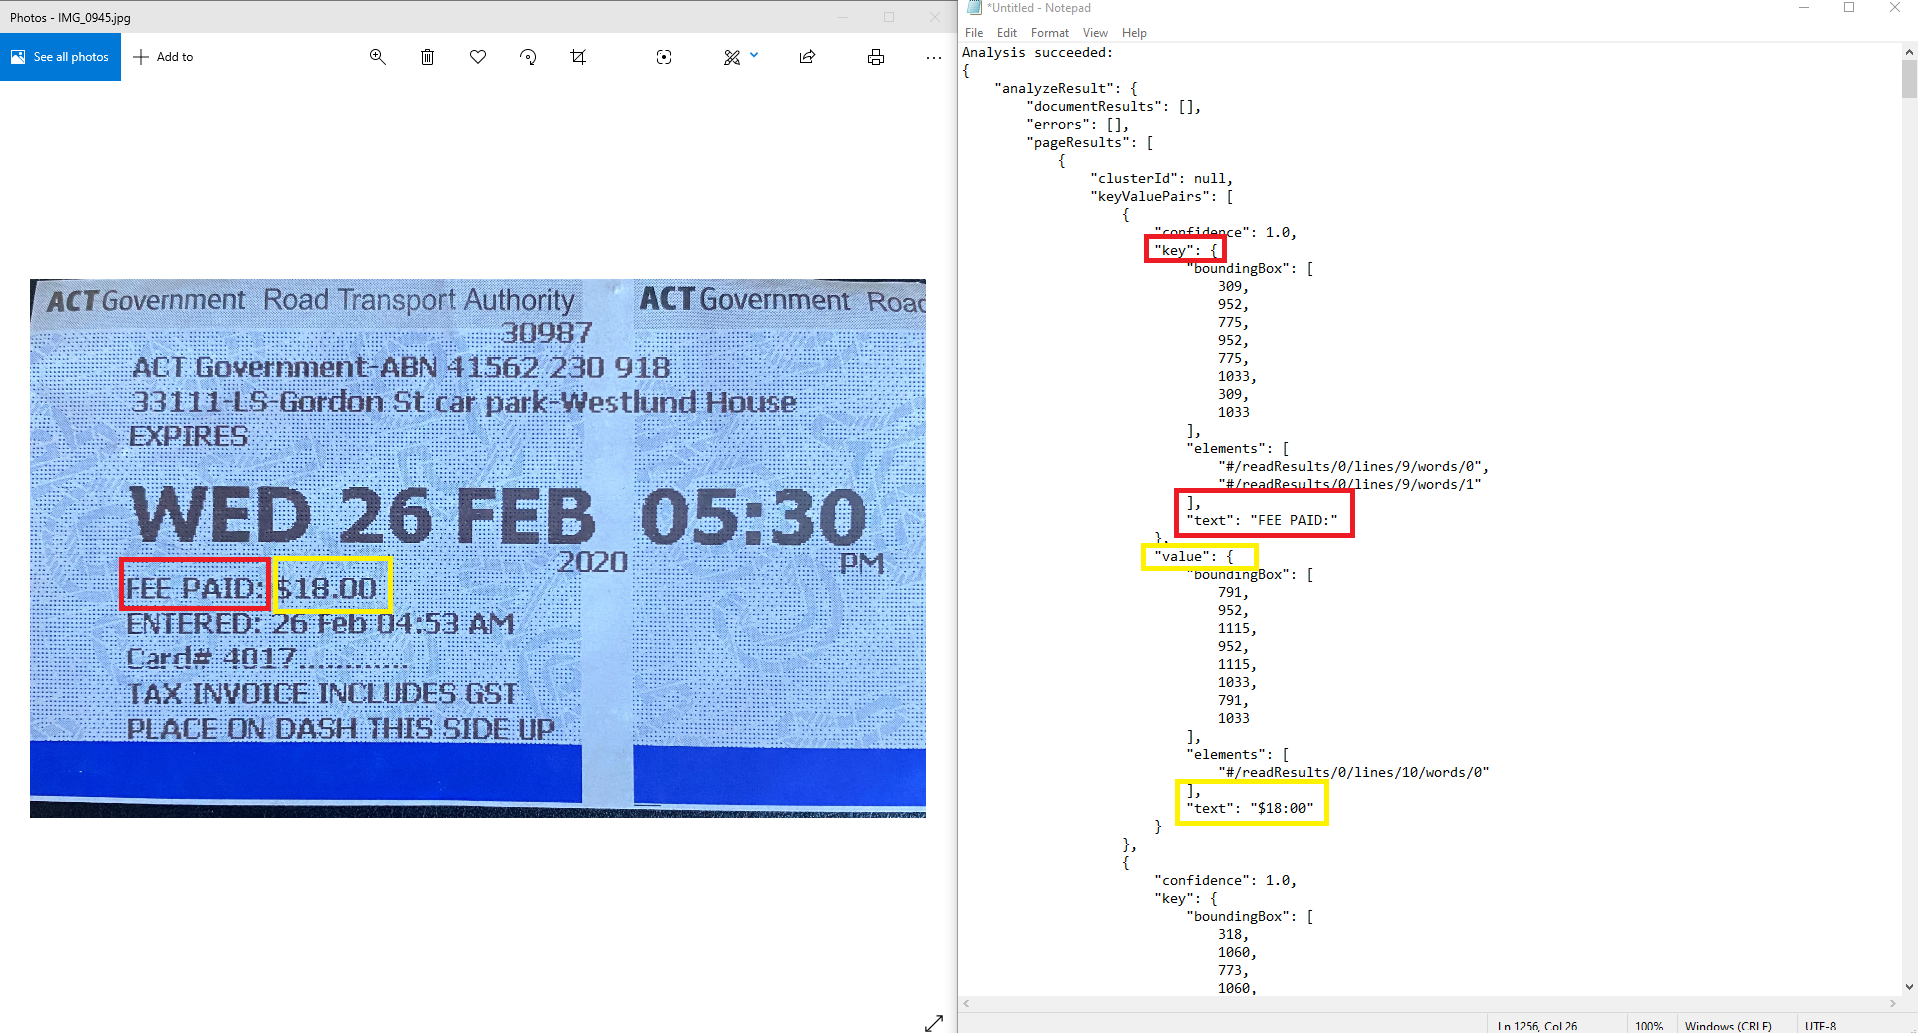 Photos - IMG_0945.jpg
See all photos
Add to
ACT Government Road Transport Authority
ACT Government Road
30987
ACT Government-ABN 41562 230 918
33111-LS-Gordon St car park-Westlund House
EXPIRES
WED 26 FEB 05:30
2020 PM
FEE PAID: $18.00
ENTERED: 26 Feb 04:53 AM
Card# 4017............
TAX INVOICE INCLUDES GST
PLACE ON DASH THIS SIDE UP
*Untitled - Notepad
File Edit Format View Help
Analysis succeeded:
{
"analyzeResult": {
"documentResults": [],
"errors": [],
"pageResults": [
{
"clusterId": null,
"keyValuePairs": [
{
"confidence": 1.0,
"key": {
"boundingBox": [
309,
952,
775,
952,
775,
1033,
309,
1033
],
"elements": [
"#/readResults/0/lines/9/words/0",
"#/readResults/0/lines/9/words/1"
],
"text": "FEE PAID:"
},
"value": {
"boundingBox": [
791,
952,
1115,
952,
1115,
1033,
791,
1033
],
"elements": [
"#/readResults/0/lines/10/words/0"
],
"text": "$18:00"
}
},
{
"confidence": 1.0,
"key": {
"boundingBox": [
318,
1060,
773,
1060,
Ln 1256, Col 26
100%
Windows (CRLF)
UTF-8